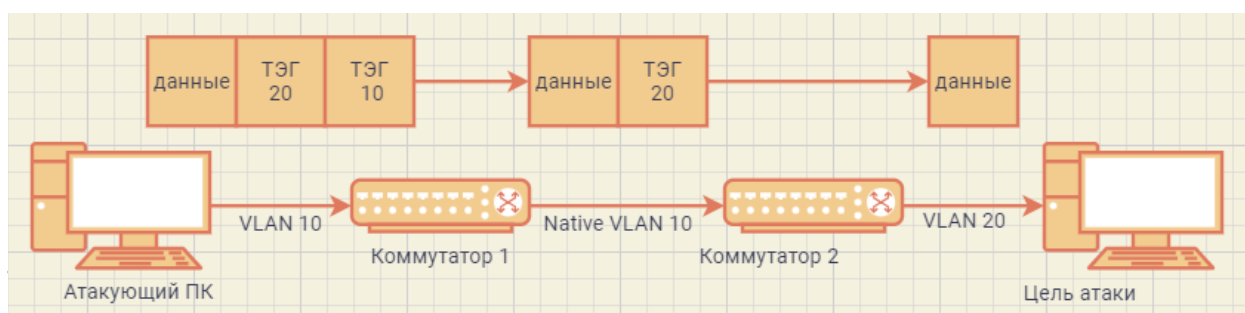 данные
ТЭГ
20
ТЭГ
10
данные
ТЭГ
20
данные
VLAN 10
Native VLAN 10
VLAN 20
Коммутатор 1
Коммутатор 2
Атакующий ПК
Цель атаки